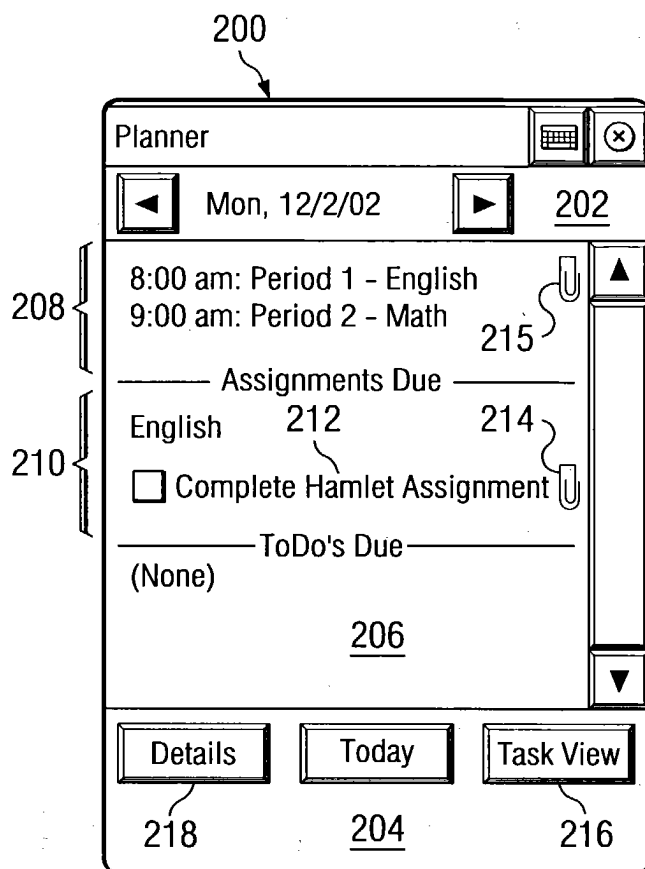 200
Planner
Mon, 12/2/02
202
208
8:00 am: Period 1 - English
9:00 am: Period 2 - Math
215
Assignments Due
210
English
212
214
Complete Hamlet Assignment
ToDo's Due
(None)
206
Details
Today
Task View
218
204
216